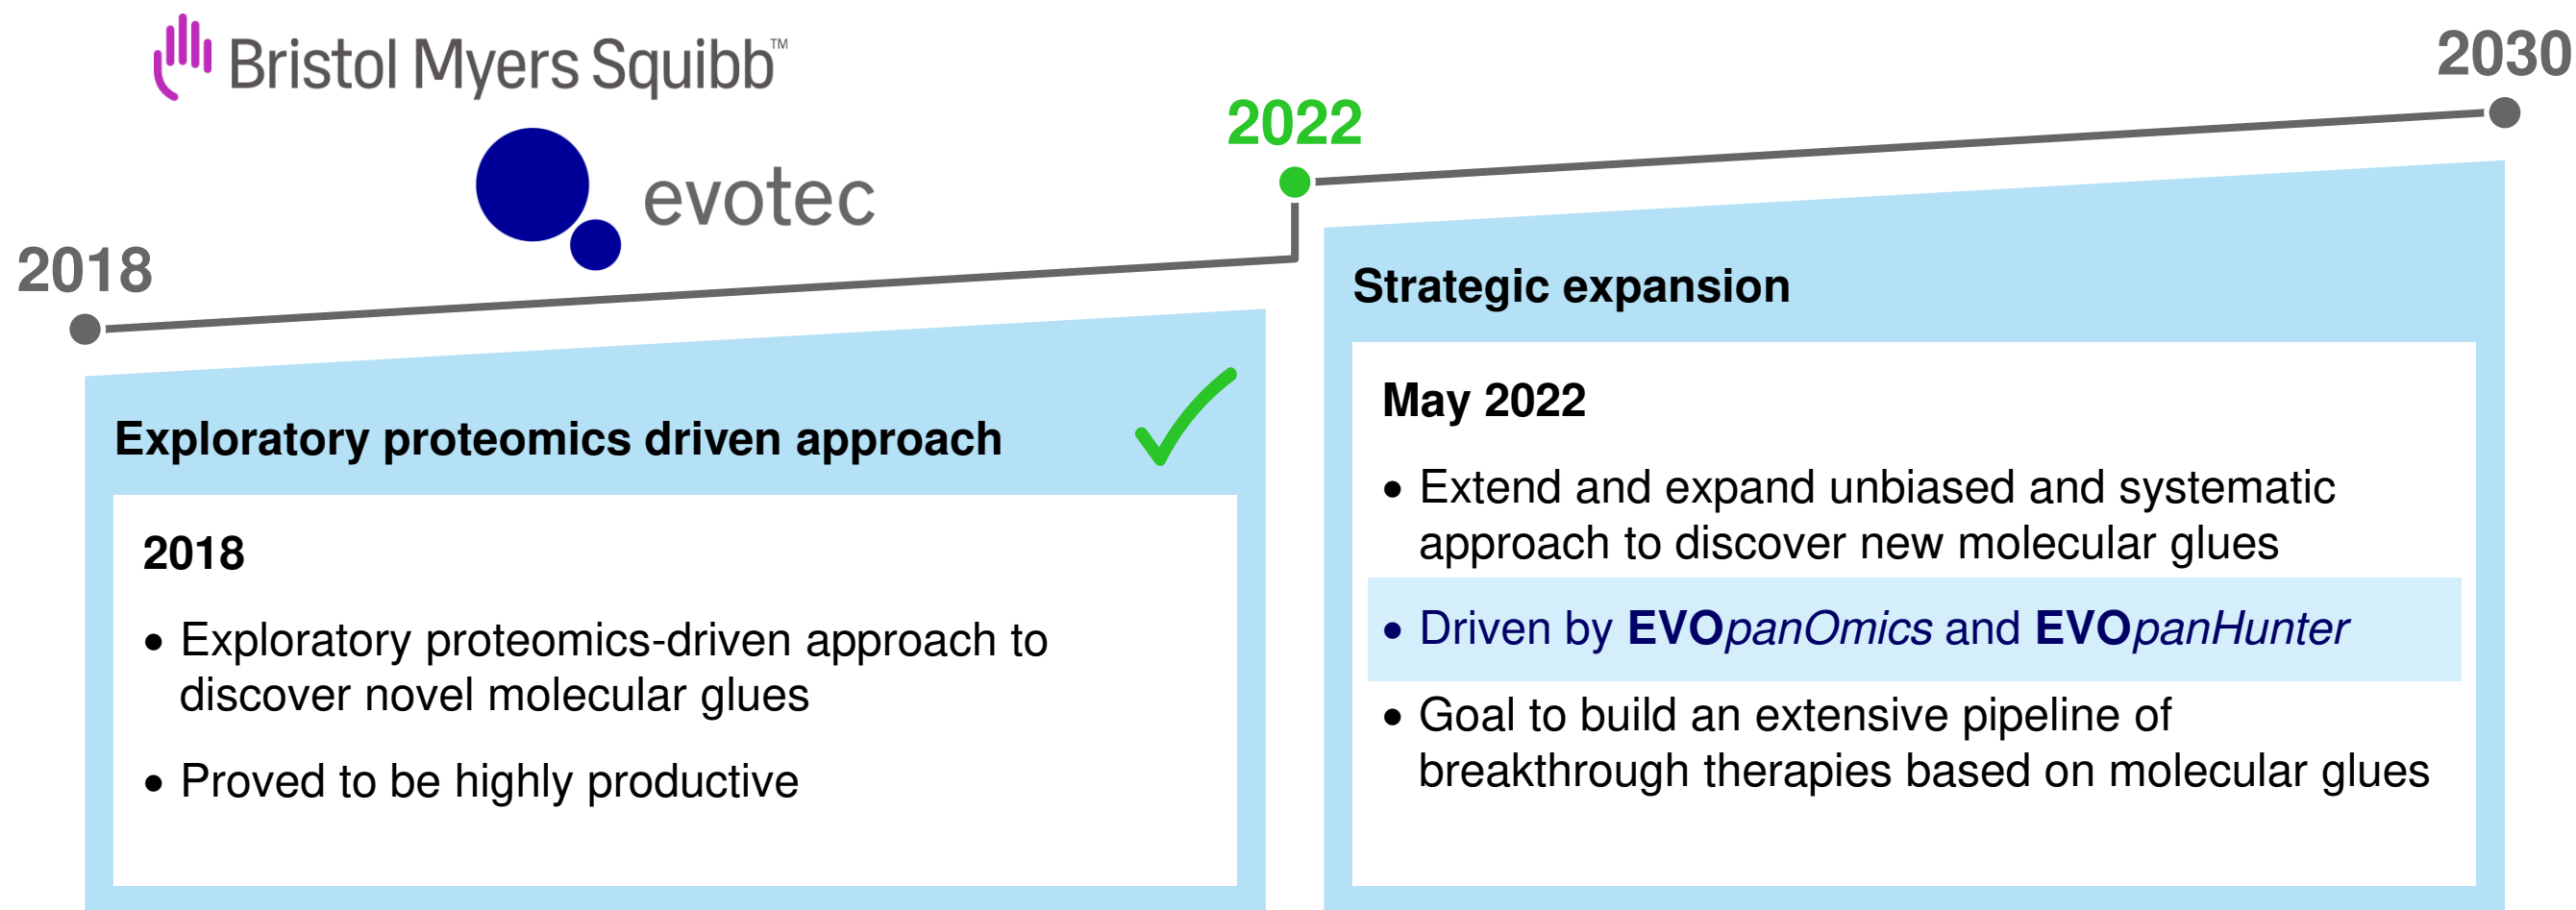 Bristol Myers Squibb™
evotec
2018
2022
2030
Exploratory proteomics driven approach
2018
• Exploratory proteomics-driven approach to
discover novel molecular glues
• Proved to be highly productive
Strategic expansion
May 2022
• Extend and expand unbiased and systematic
approach to discover new molecular glues
• Driven by EVOpanOmics and EVOpanHunter
• Goal to build an extensive pipeline of
breakthrough therapies based on molecular glues